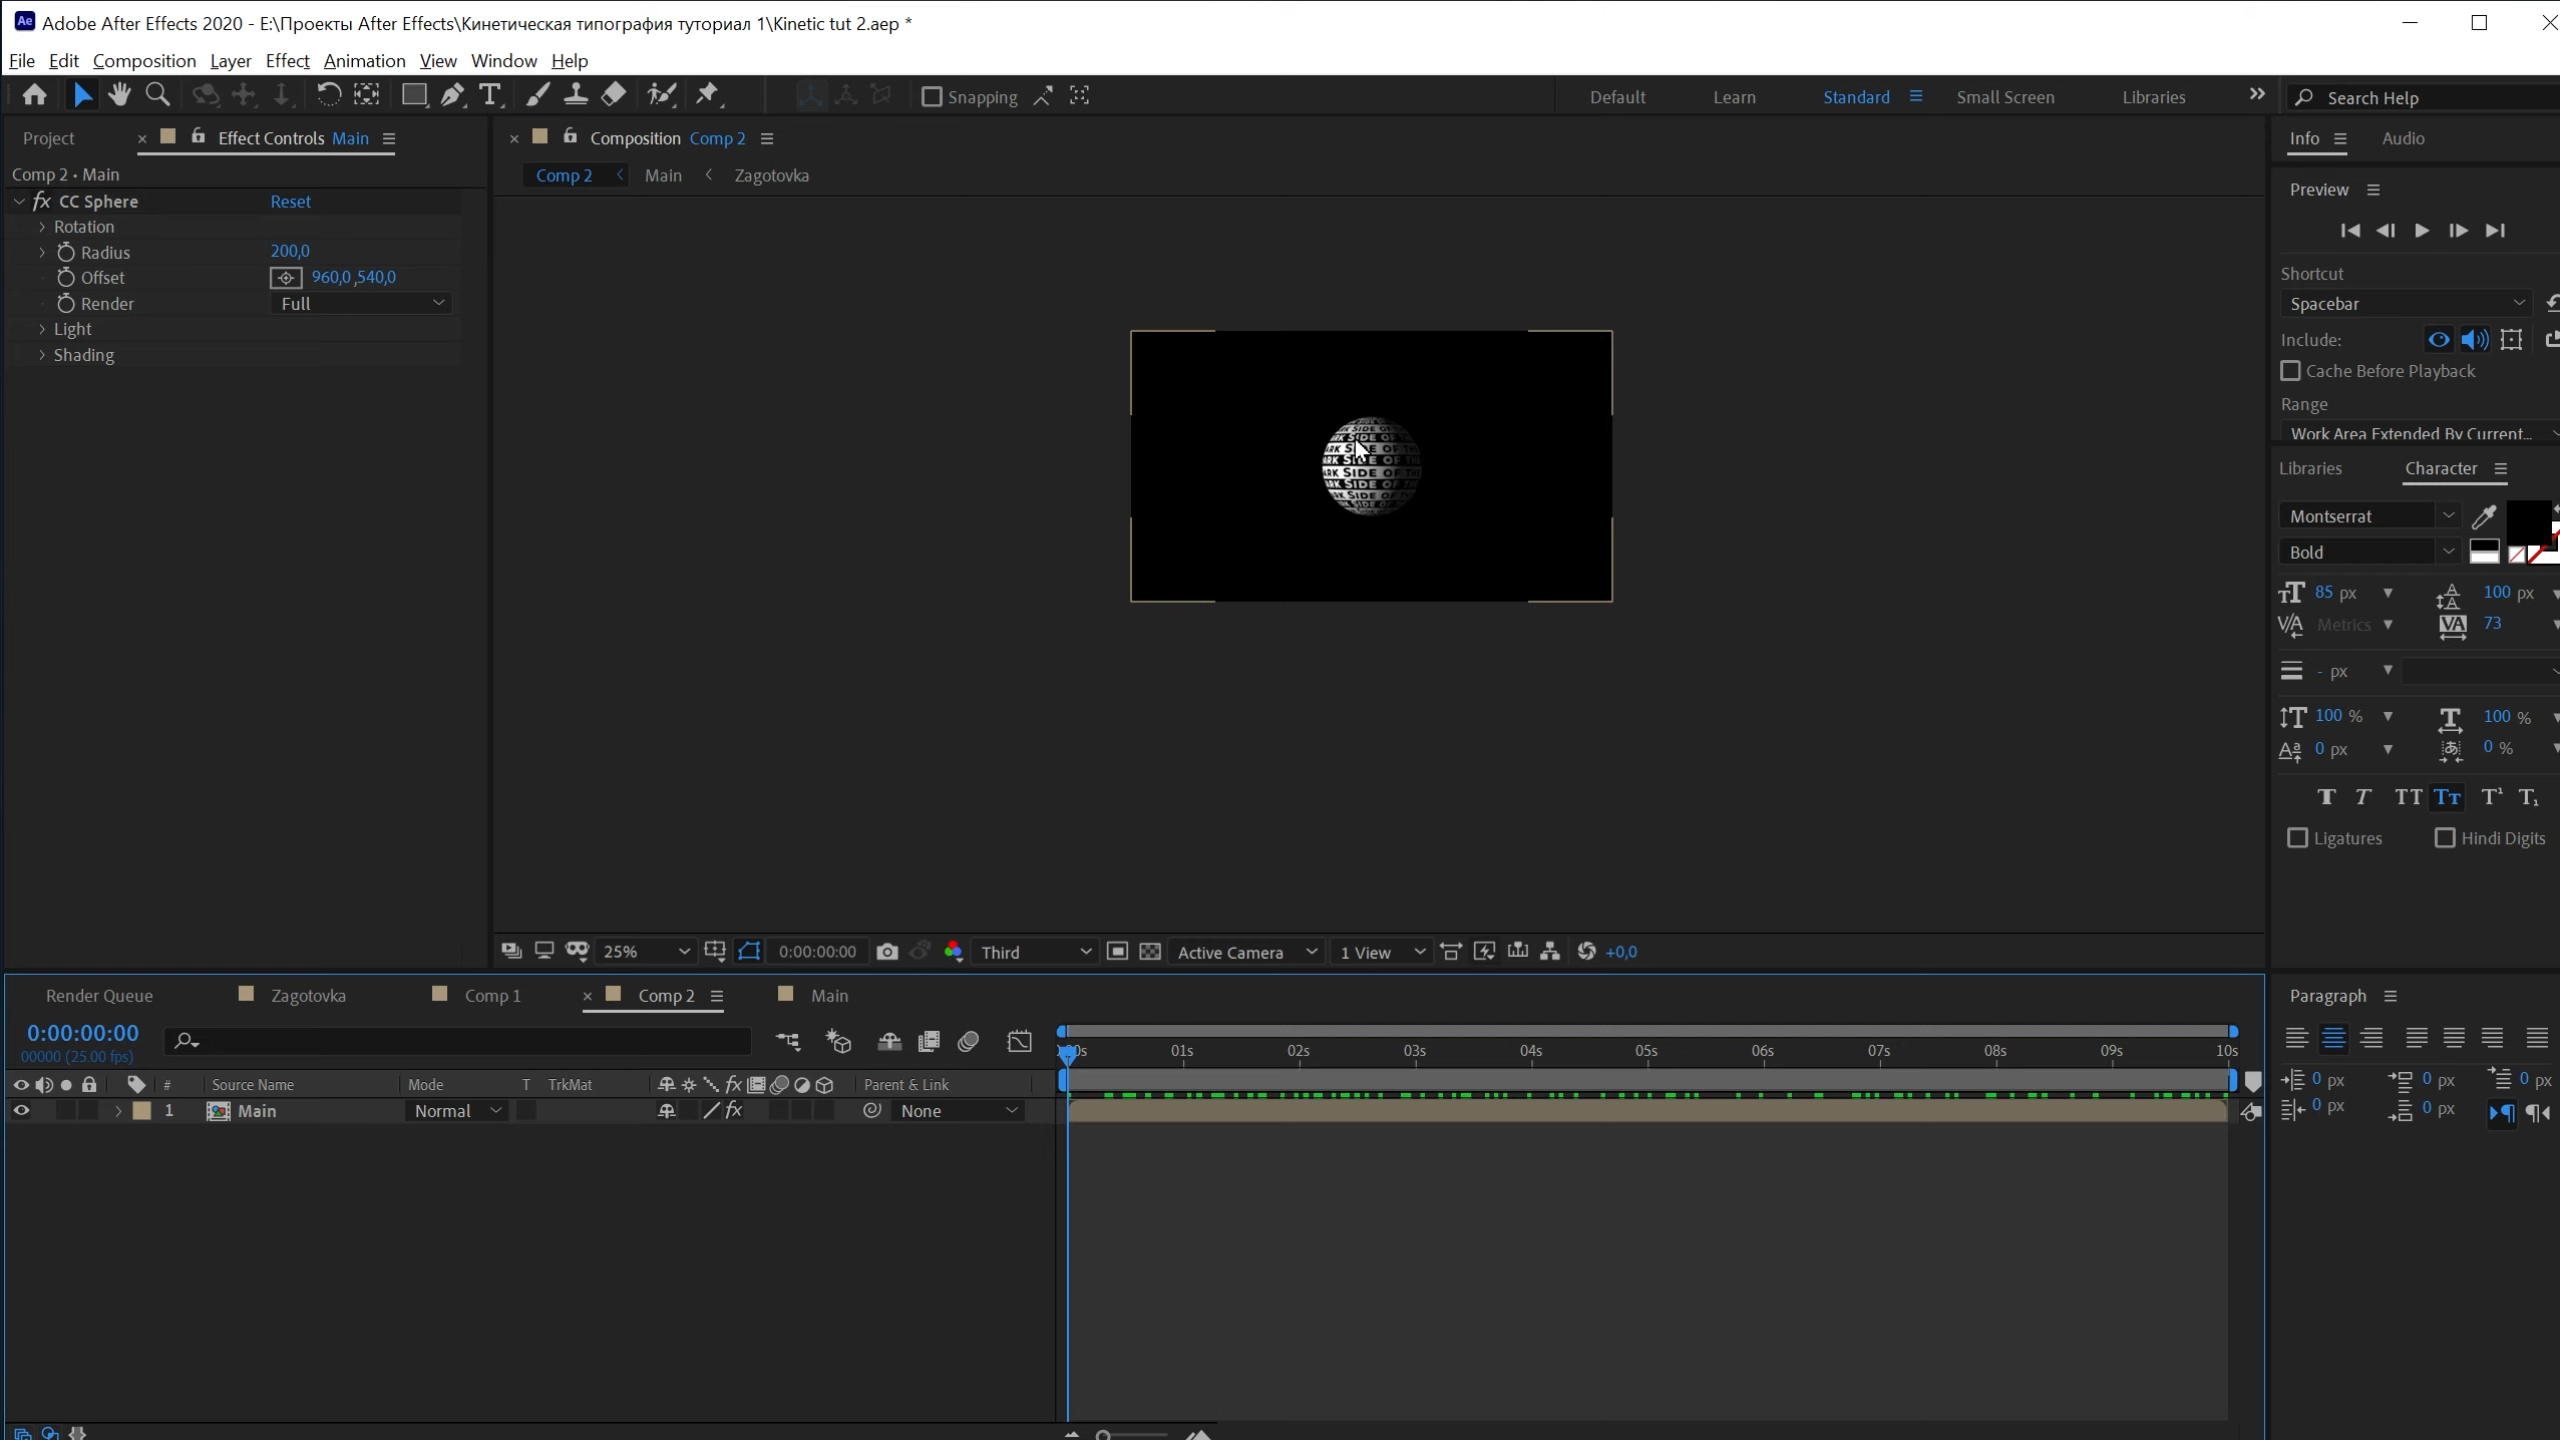 Adobe After Effects 2020 - E:\Проекты After Effects\Кинетическая типография туториал 1\Kinetic tut 2.aep *
File Edit Composition Layer Effect Animation View Window Help
Snapping Default Learn Standard Small Screen Libraries Search Help
Project Effect Controls Main
Composition Comp 2
Info Audio
Comp 2 • Main
Comp 2 Main Zagotovka
fx CC Sphere Reset
Rotation
Radius 200,0
Offset 960,0,540,0
Render Full
Light
Shading
Preview
Shortcut
Spacebar
Include:
Cache Before Playback
Range
Work Area Extended By Current...
SIDE OF
RK SIDE OF TH
Libraries Character
Montserrat
Bold
85 px 100 px
Metrics 73
- px
100 % 100 %
0 px 0 %
Ligatures Hindi Digits
25% 0:00:00:00 Third Active Camera 1 View +0,0
Render Queue Zagotovka Comp 1 Comp 2 Main
0:00:00:00
00000 (25.00 fps)
01s 02s 03s 04s 05s 06s 07s 08s 09s 10s
# Source Name Mode T TrkMat Parent & Link
1 Main Normal None
Paragraph
0 px 0 px 0 px
0 px 0 px